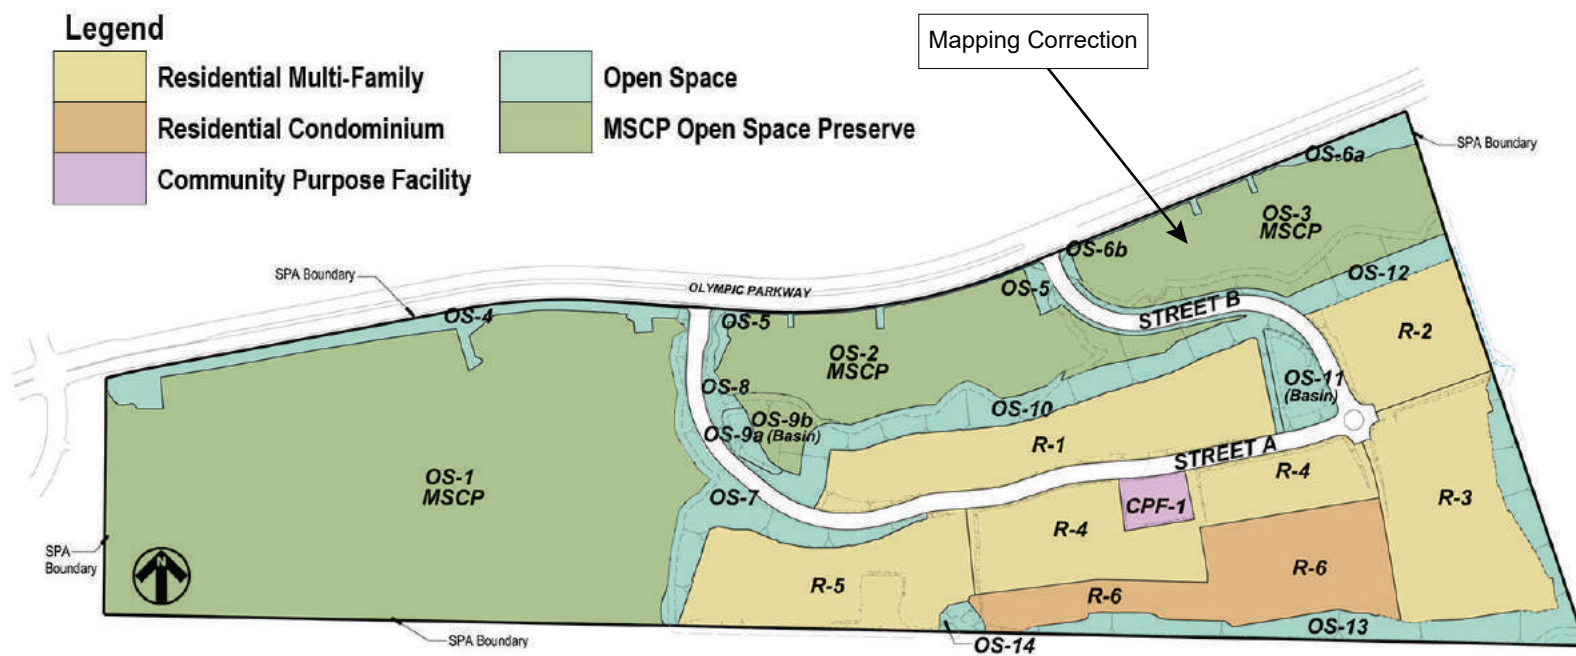 Legend
Residential Multi-Family
Residential Condominium
Community Purpose Facility
Open Space
MSCP Open Space Preserve
Mapping Correction
SPA Boundary
OS-6a
OS-3
MSCP
OS-6b
OS-12
SPA Boundary
OLYMPIC PARKWAY
OS-4
OS-5
OS-5
STREET B
R-2
OS-2
MSCP
OS-8
OS-11
(Basin)
OS-10
OS-9b
(Basin)
OS-9a
R-1
STREET A
OS-1
MSCP
R-4
OS-7
CPF-1
R-3
R-4
SPA
Boundary
R-5
R-6
R-6
OS-13
SPA Boundary
OS-14
N